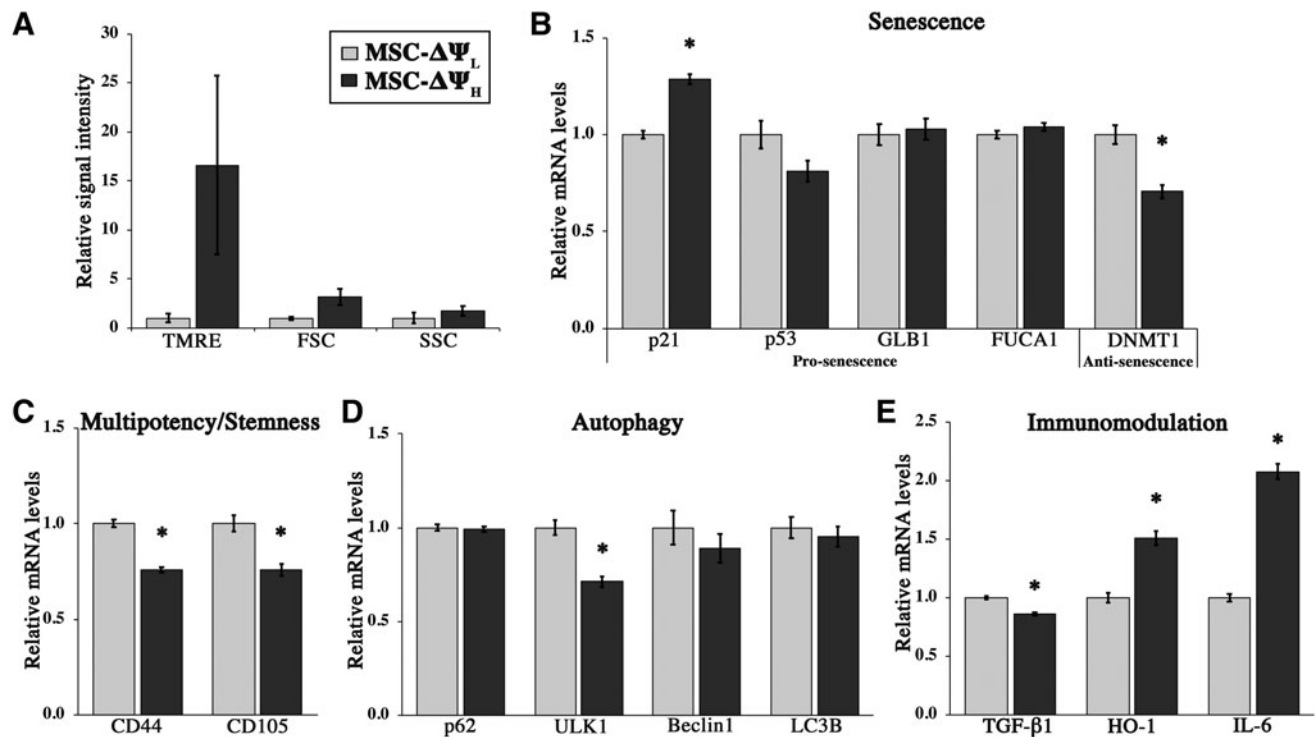 A
Relative signal intensity
30
25
20
15
10
5
0
TMRE FSC SSC
MSC-ΔΨL
MSC-ΔΨH
B
Senescence
Relative mRNA levels
1.5
1.0
0.5
0.0
* *
p21 p53 GLB1 FUCA1 DNMT1
Pro-senescence Anti-senescence
C
Multipotency/Stemness
Relative mRNA levels
1.5
1.0
0.5
0.0
* *
CD44 CD105
D
Autophagy
Relative mRNA levels
1.5
1.0
0.5
0.0
*
p62 ULK1 Beclin1 LC3B
E
Immunomodulation
Relative mRNA levels
2.5
2.0
1.5
1.0
0.5
0.0
* * *
TGF-β1 HO-1 IL-6